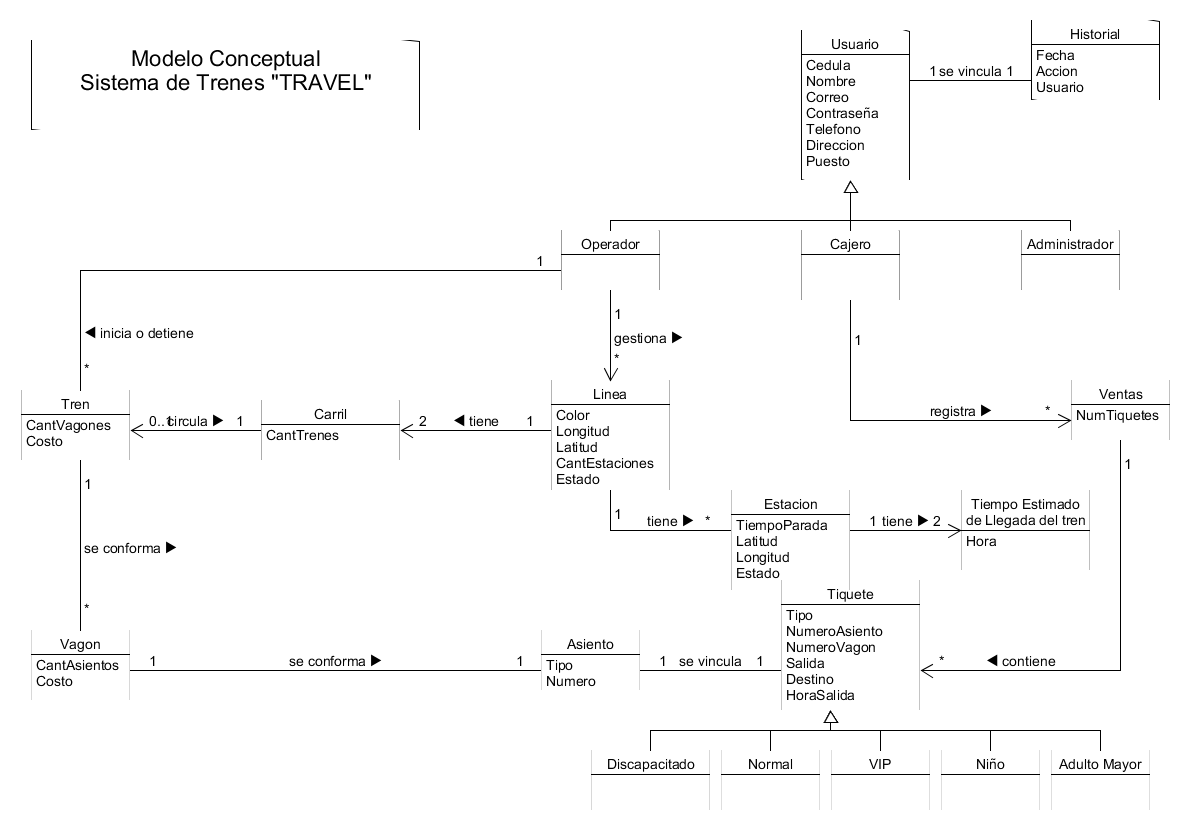 Modelo Conceptual
Sistema de Trenes "TRAVEL"
Usuario
Cedula
Nombre
Correo
Contraseña
Telefono
Direccion
Puesto
1 se vincula 1
Historial
Fecha
Accion
Usuario
Operador
Cajero
Administrador
1
◀ inicia o detiene
*
1
gestiona ▶
*
1
registra ▶ *
Tren
CantVagones
Costo
0..1 circula ▶ 1
Carril
CantTrenes
2 ◀ tiene 1
Linea
Color
Longitud
Latitud
CantEstaciones
Estado
Ventas
NumTiquetes
1
1
se conforma ▶
*
1 tiene ▶ *
Estacion
TiempoParada
Latitud
Longitud
Estado
1 tiene ▶ 2
Tiempo Estimado
de Llegada del tren
Hora
Vagon
CantAsientos
Costo
1 se conforma ▶ 1
Asiento
Tipo
Numero
1 se vincula 1
Tiquete
Tipo
NumeroAsiento
NumeroVagon
Salida
Destino
HoraSalida
* ◀ contiene
Discapacitado
Normal
VIP
Niño
Adulto Mayor